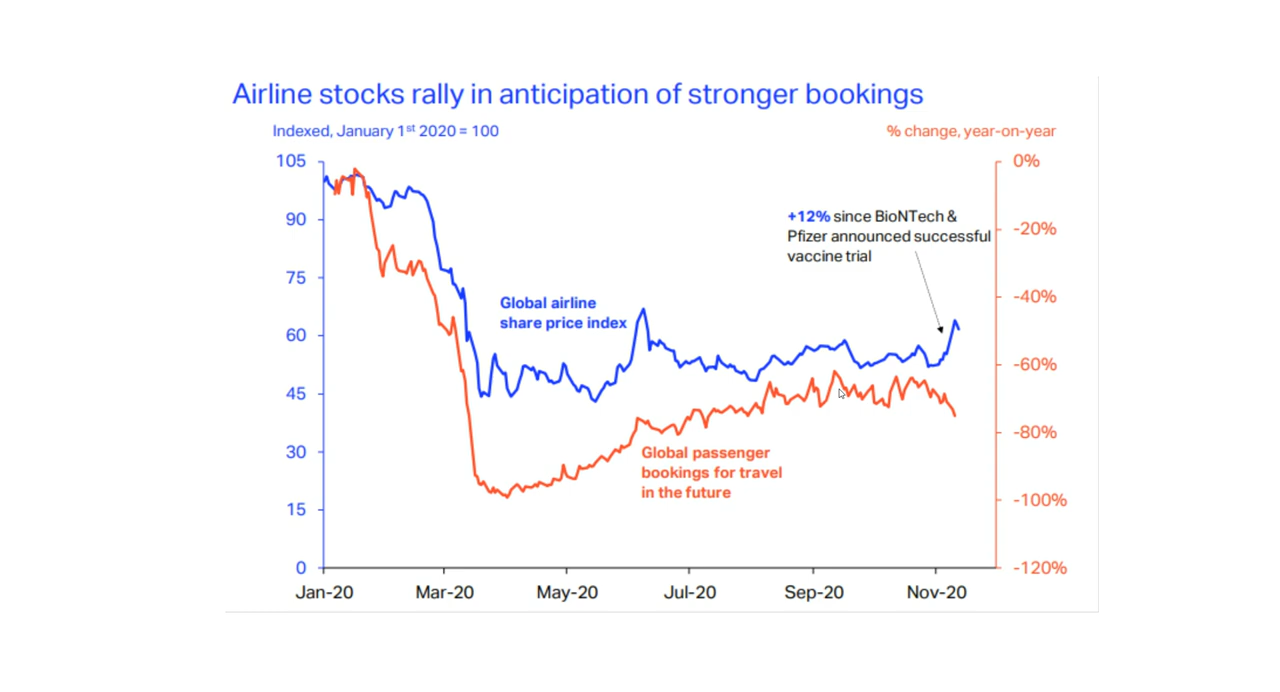 Airline stocks rally in anticipation of stronger bookings
Indexed, January 1st 2020 = 100
% change, year-on-year
105
90
75
60
45
30
15
0
0%
-20%
-40%
-60%
-80%
-100%
-120%
+12% since BioNTech &
Pfizer announced successful
vaccine trial
Global airline
share price index
Global passenger
bookings for travel
in the future
Jan-20
Mar-20
May-20
Jul-20
Sep-20
Nov-20